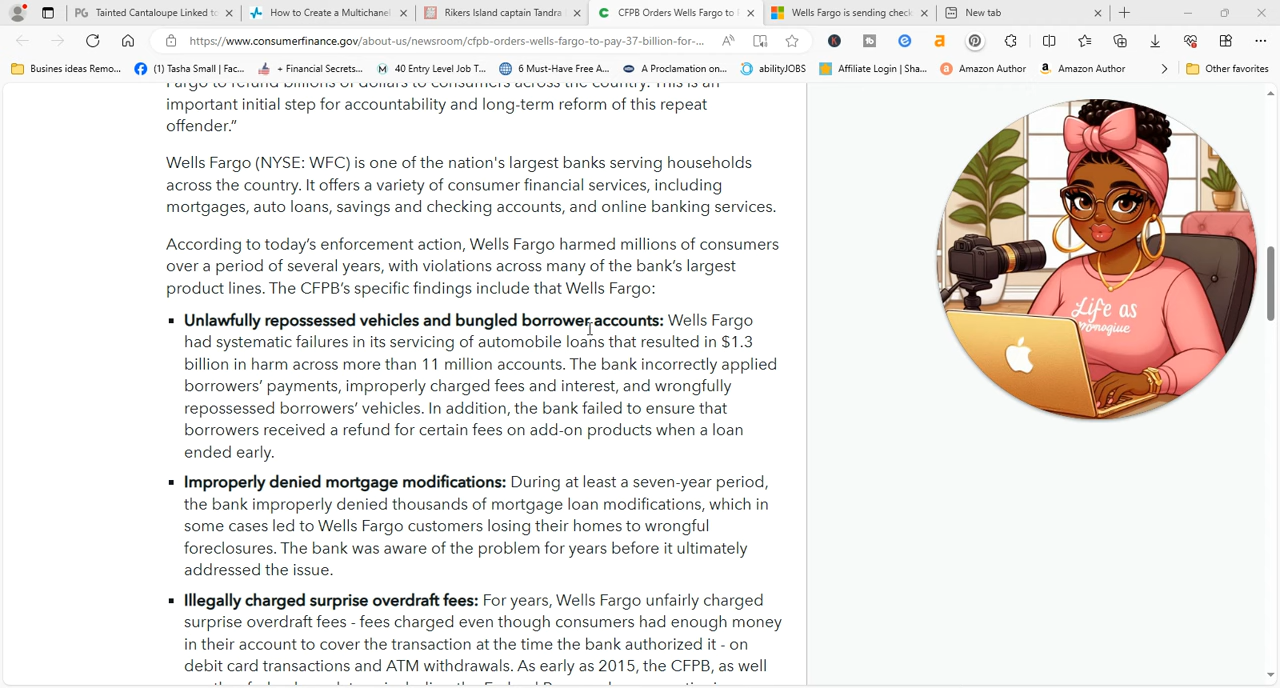 Tainted Cantaloupe Linked to
How to Create a Multichanel
Rikers Island captain Tandra
CFPB Orders Wells Fargo to
Wells Fargo is sending check
New tab
https://www.consumerfinance.gov/about-us/newsroom/cfpb-orders-wells-fargo-to-pay-37-billion-for-...
Busines ideas Remo...
(1) Tasha Small | Fac...
+ Financial Secrets...
40 Entry Level Job T...
6 Must-Have Free A...
A Proclamation on...
abilityJOBS
Affiliate Login | Sha...
Amazon Author
Amazon Author
Other favorites
Fargo to refund billions of dollars to consumers across the country. This is an
important initial step for accountability and long-term reform of this repeat
offender.”
Wells Fargo (NYSE: WFC) is one of the nation's largest banks serving households
across the country. It offers a variety of consumer financial services, including
mortgages, auto loans, savings and checking accounts, and online banking services.
According to today’s enforcement action, Wells Fargo harmed millions of consumers
over a period of several years, with violations across many of the bank’s largest
product lines. The CFPB’s specific findings include that Wells Fargo:
Unlawfully repossessed vehicles and bungled borrower accounts: Wells Fargo
had systematic failures in its servicing of automobile loans that resulted in $1.3
billion in harm across more than 11 million accounts. The bank incorrectly applied
borrowers’ payments, improperly charged fees and interest, and wrongfully
repossessed borrowers’ vehicles. In addition, the bank failed to ensure that
borrowers received a refund for certain fees on add-on products when a loan
ended early.
Improperly denied mortgage modifications: During at least a seven-year period,
the bank improperly denied thousands of mortgage loan modifications, which in
some cases led to Wells Fargo customers losing their homes to wrongful
foreclosures. The bank was aware of the problem for years before it ultimately
addressed the issue.
Illegally charged surprise overdraft fees: For years, Wells Fargo unfairly charged
surprise overdraft fees - fees charged even though consumers had enough money
in their account to cover the transaction at the time the bank authorized it - on
debit card transactions and ATM withdrawals. As early as 2015, the CFPB, as well
Life as
Monogiue